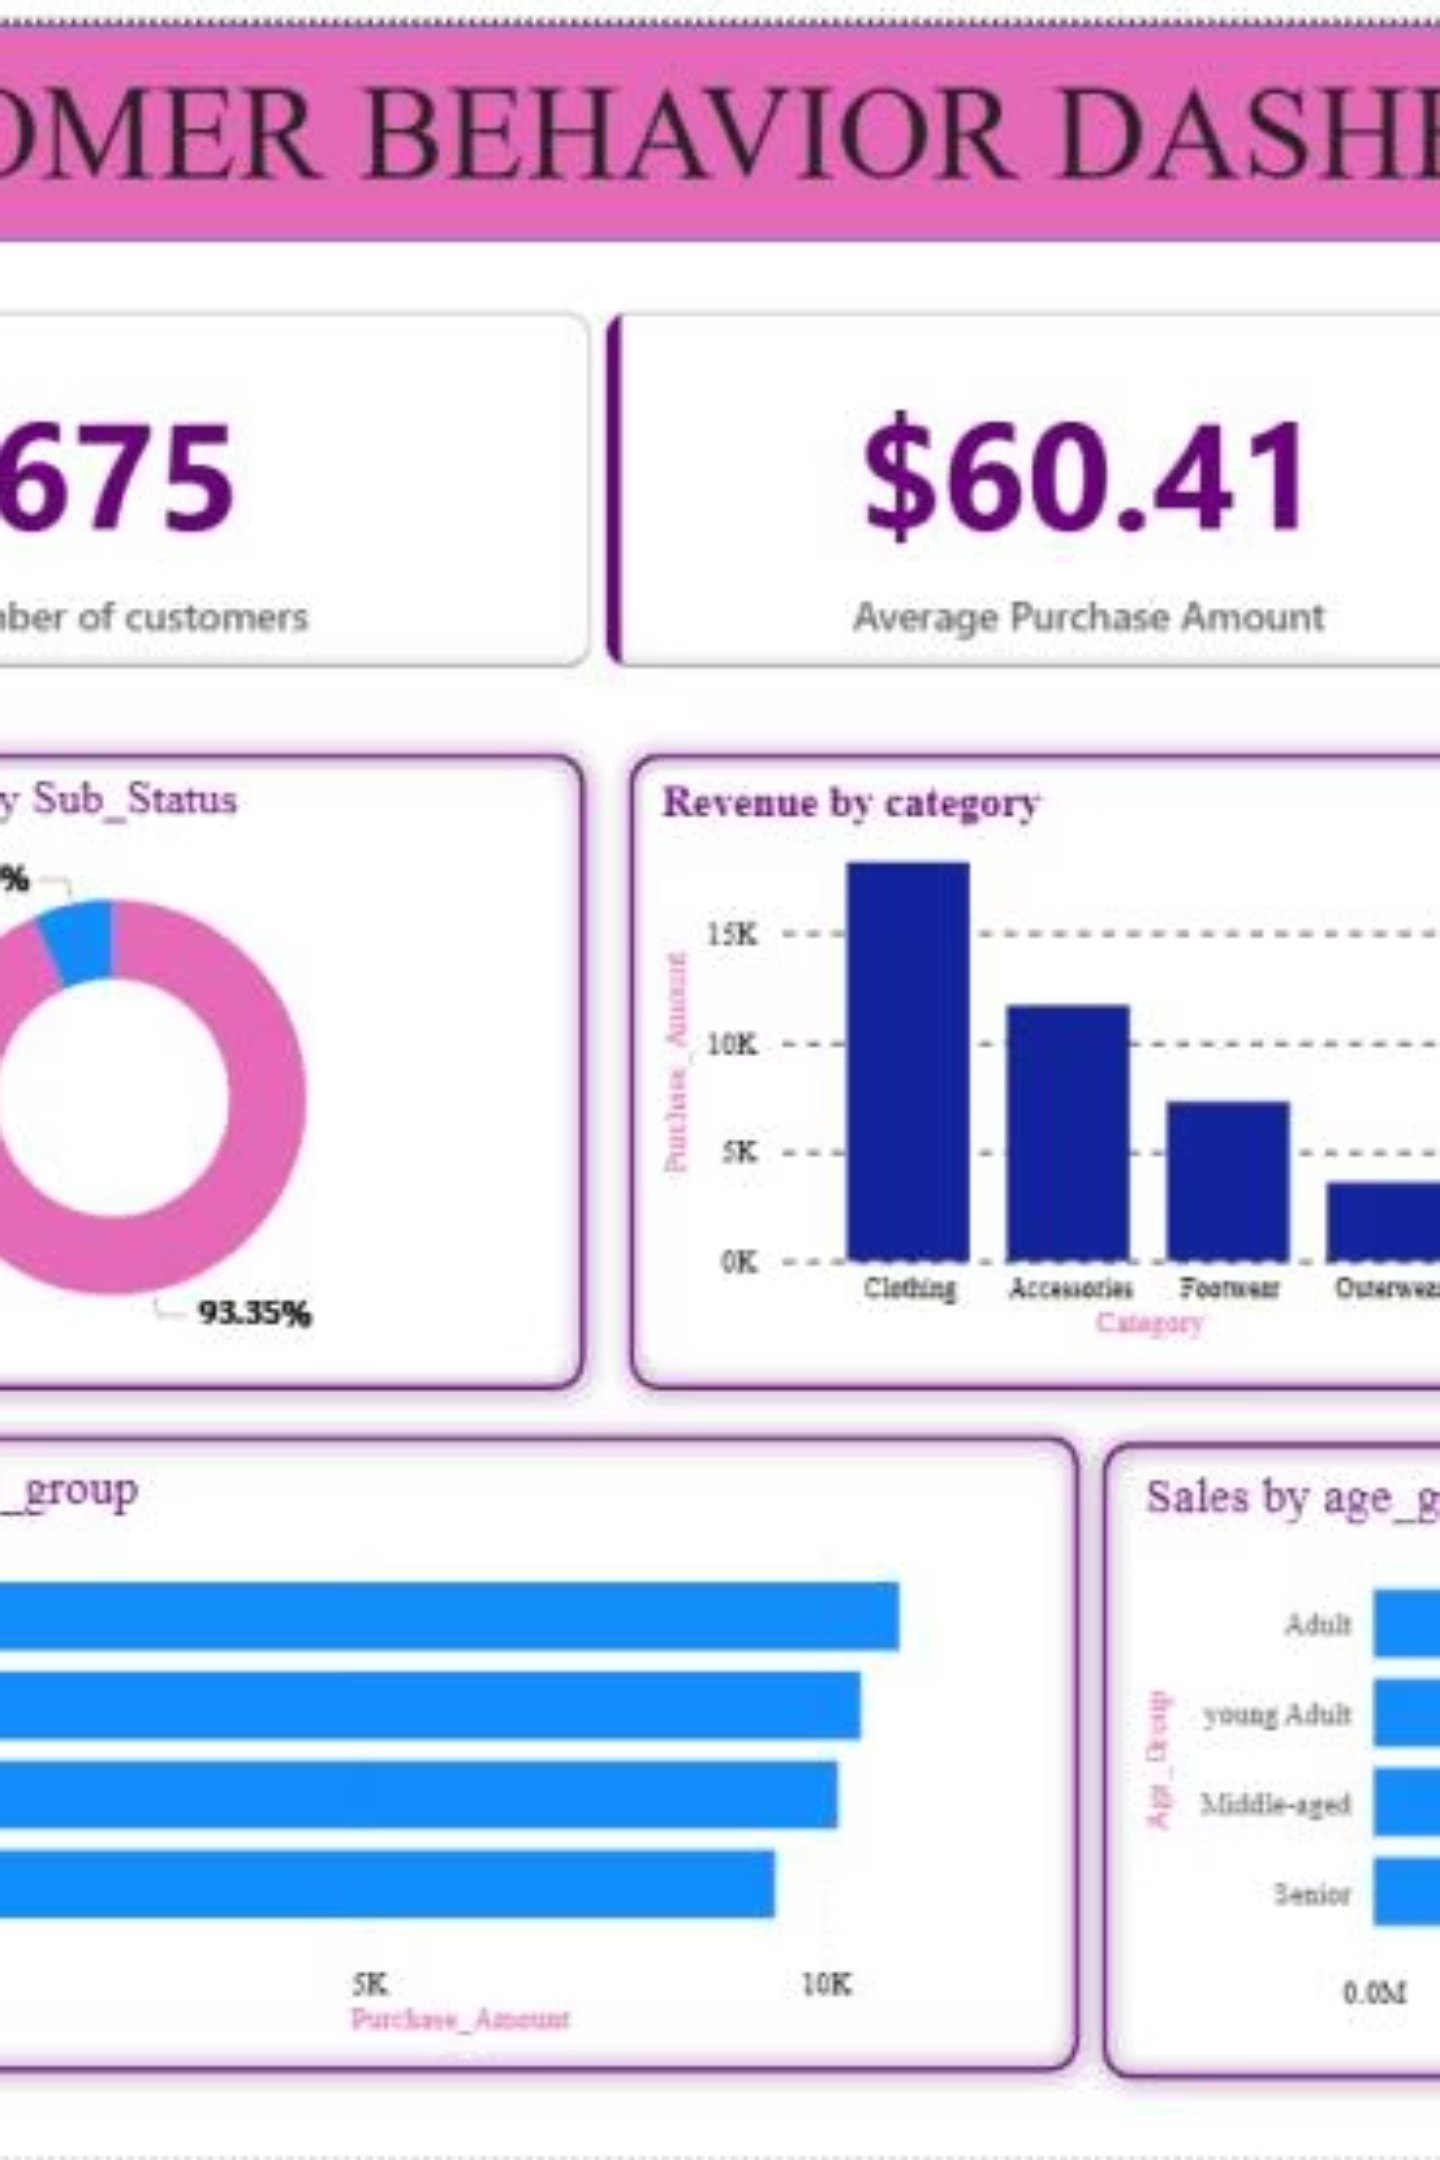 OMER BEHAVIOR DASHB
675
$60.41
ber of customers
Average Purchase Amount
y Sub_Status
%
93.35%
Revenue by category
15K
10K
5K
0K
Purchase_Amount
Clothing
Accessories
Footwear
Outerwear
Category
_group
5K
10K
Purchase_Amount
Sales by age_g
Adult
young Adult
Middle-aged
Senior
Age_Group
0.0M